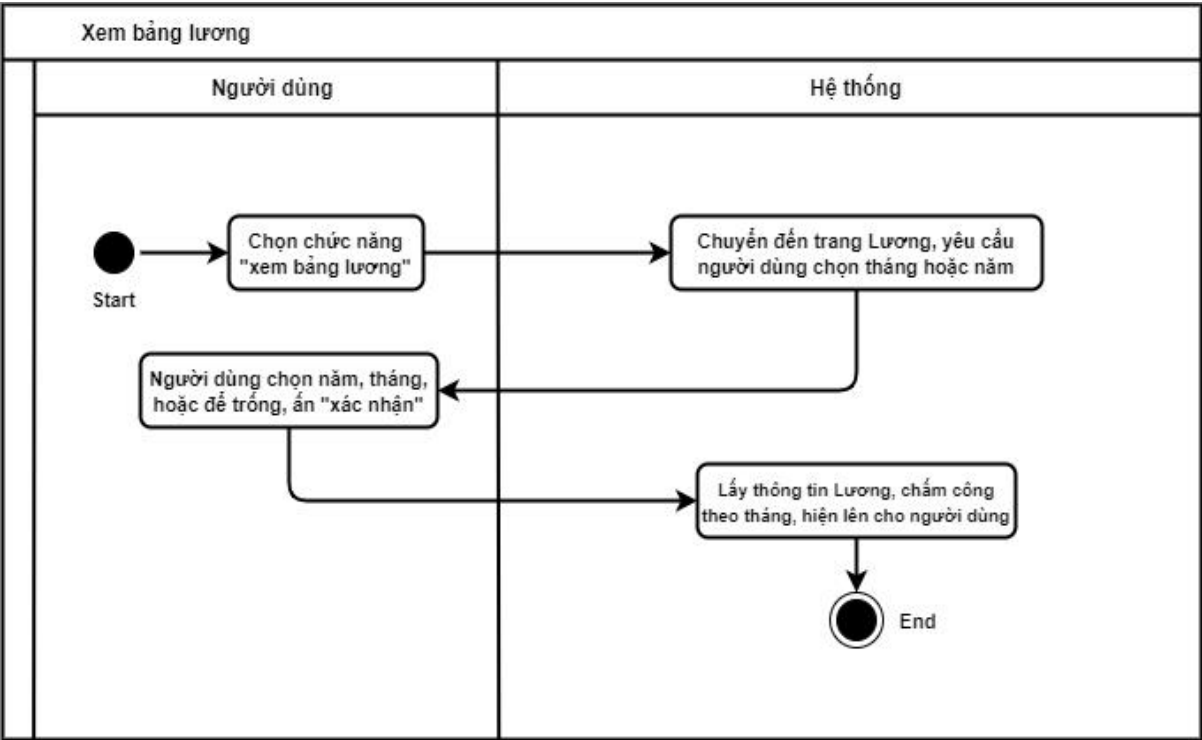 Xem bảng lương
Người dùng
Hệ thống
Chọn chức năng
"xem bảng lương"
Chuyển đến trang Lương, yêu cầu
người dùng chọn tháng hoặc năm
Start
Người dùng chọn năm, tháng,
hoặc để trống, ấn "xác nhận"
Lấy thông tin Lương, chấm công
theo tháng, hiện lên cho người dùng
End